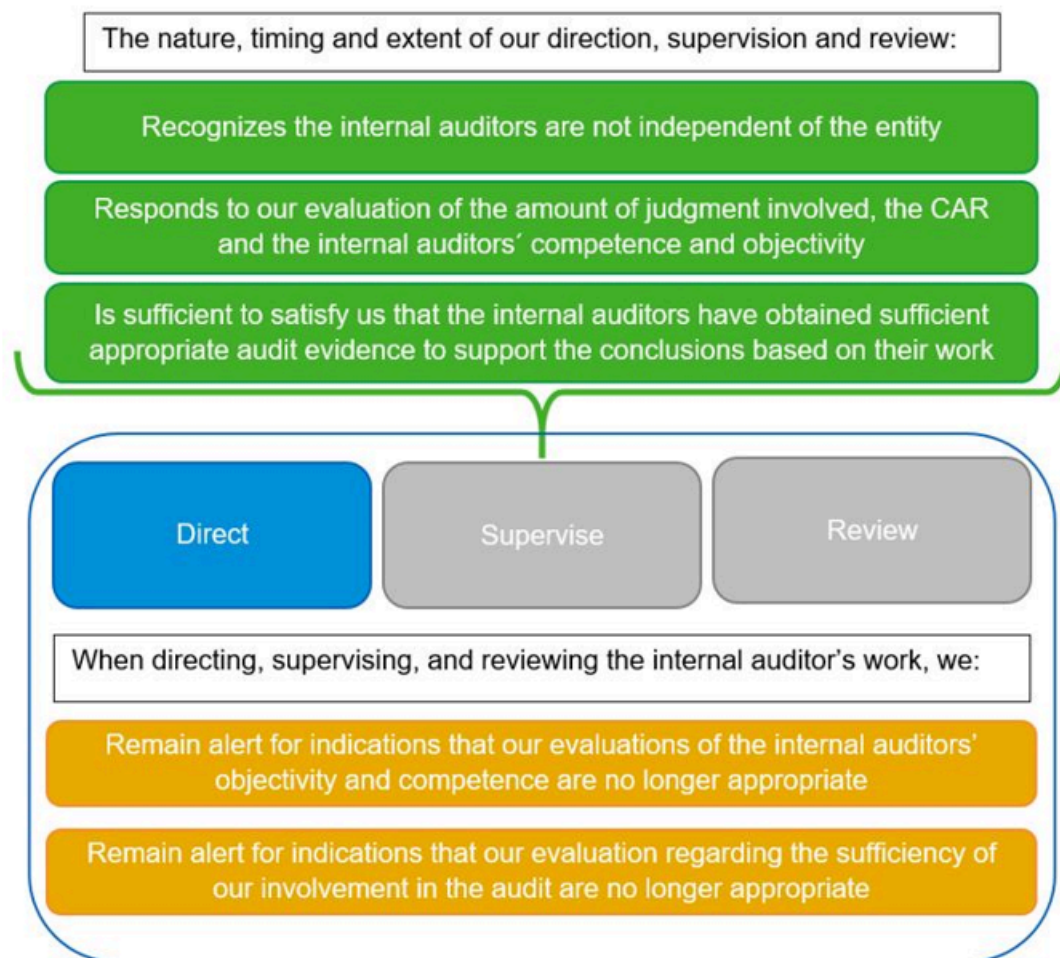 The nature, timing and extent of our direction, supervision and review:
Recognizes the internal auditors are not independent of the entity
Responds to our evaluation of the amount of judgment involved, the CAR
and the internal auditors´ competence and objectivity
Is sufficient to satisfy us that the internal auditors have obtained sufficient
appropriate audit evidence to support the conclusions based on their work
Direct
Supervise
Review
When directing, supervising, and reviewing the internal auditor’s work, we:
Remain alert for indications that our evaluations of the internal auditors’
objectivity and competence are no longer appropriate
Remain alert for indications that our evaluation regarding the sufficiency of
our involvement in the audit are no longer appropriate